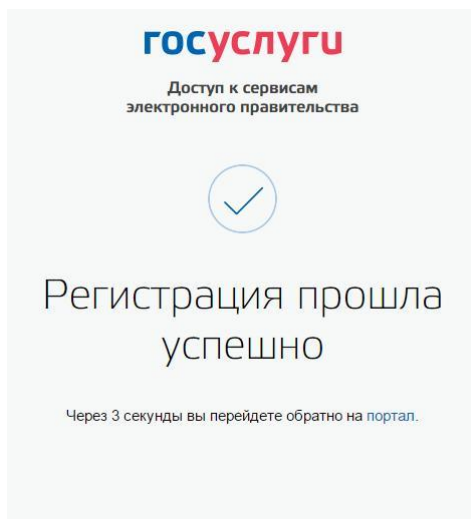 госуслуги
Доступ к сервисам
электронного правительства
Регистрация прошла
успешно
Через 3 секунды вы перейдете обратно на портал.